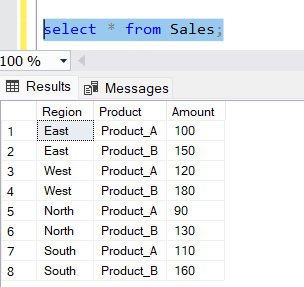 select * from Sales;
100 %
Results Messages
Region Product Amount
1 East Product_A 100
2 East Product_B 150
3 West Product_A 120
4 West Product_B 180
5 North Product_A 90
6 North Product_B 130
7 South Product_A 110
8 South Product_B 160